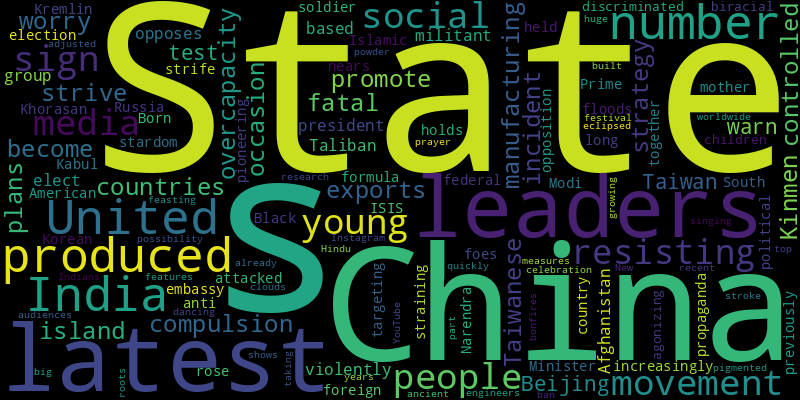 Kremlin
worry
election
opposes
sign
test
group
strife
strive
Khorasan
Russia
media
Born
become
stardom
Kabul
plans
elect
American
countries
feasting
State
overcapacity
pioneering
occasion
soldier
based
social
Islamic
militant
powder
nears
promote
fatal
president
holds
Taliban
prayer
formula
research
exports
federal
ISIS
young
Black
Instagram
Hindu
manufacturing
incident
opposition
held
discriminated
biracial
huge
number
adjusted
built
Prime
strategy
mother
floods
festival
eclipsed
worldwide
long
together
children
warn
controlled
Kinmen
Modi
Taiwan
South
growing
political
singing
leaders
United
Korean
possibility
produced
already
Indians
features
attacked
embassy
clouds
India
anti
dancing
audiences
compulsion
island
latest
shows
big
roots
rose
taking
S
China
violently
years
foreign
targeting
YouTube
straining
part
Narendra
foes
quickly
Taiwanese
people
ancient
engineers
resisting
top
measures
New
recent
celebration
country
Afghanistan
bonfires
agonizing
propaganda
stroke
previously
Minister
increasingly
pigmented
Beijing
movement
ban